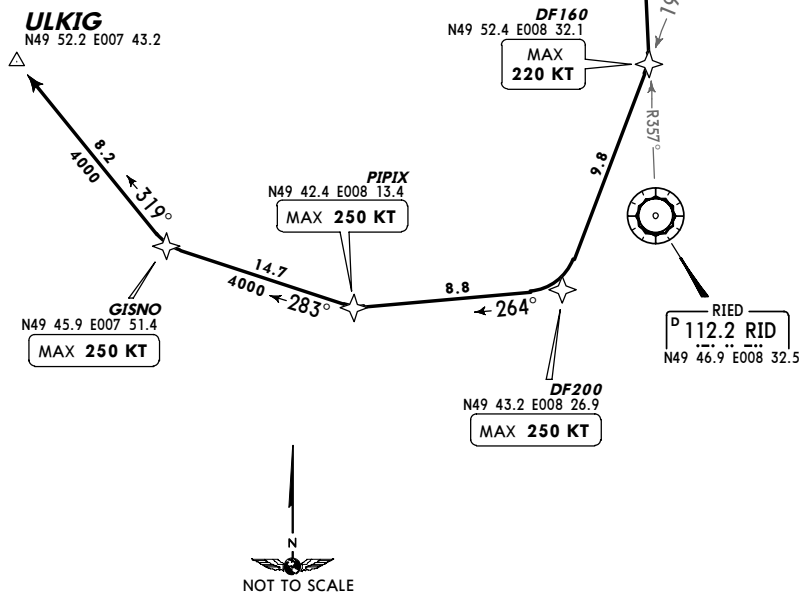 ULKIG
N49 52.2 E007 43.2
DF160
N49 52.4 E008 32.1
MAX
220 KT
R357°
8.2
4000
319°
9.8
PIPIX
N49 42.4 E008 13.4
MAX 250 KT
14.7
4000
283°
8.8
264°
GISNO
N49 45.9 E007 51.4
MAX 250 KT
RIED
D 112.2 RID
N49 46.9 E008 32.5
DF200
N49 43.2 E008 26.9
MAX 250 KT
N
NOT TO SCALE